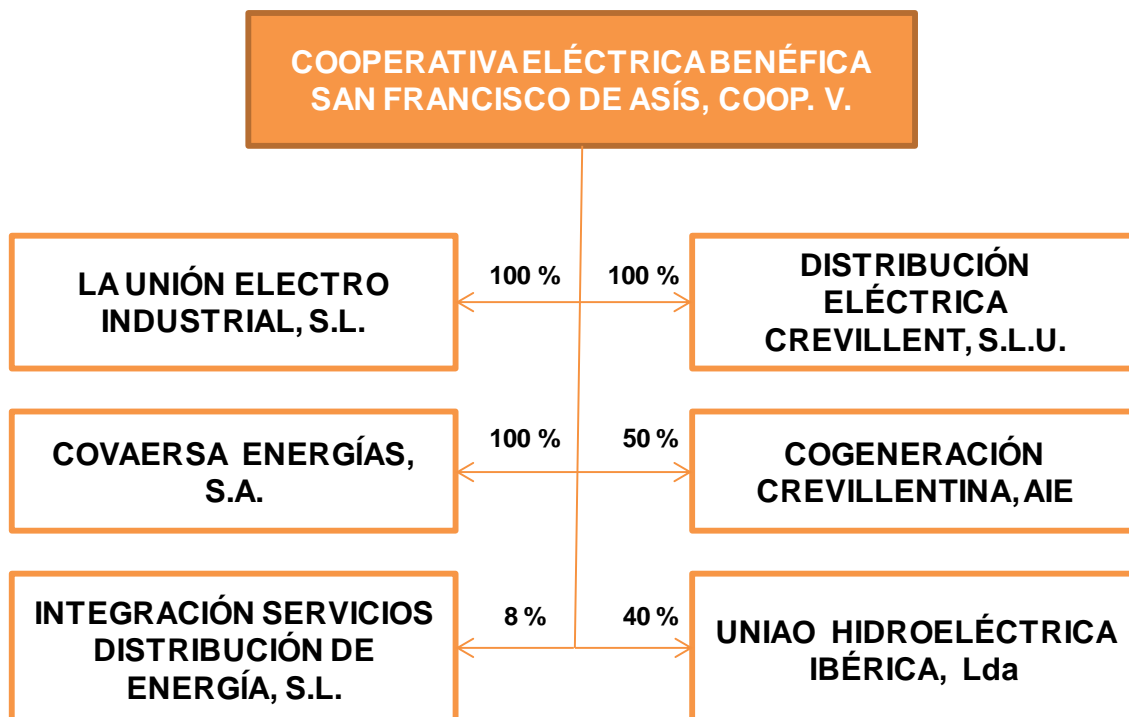 COOPERATIVA ELÉCTRICA BENÉFICA
SAN FRANCISCO DE ASÍS, COOP. V.
LA UNIÓN ELECTRO
INDUSTRIAL, S.L.
100 %
100 %
DISTRIBUCIÓN
ELÉCTRICA
CREVILLENT, S.L.U.
COVAERSA ENERGÍAS,
S.A.
100 %
50 %
COGENERACIÓN
CREVILLENTINA, AIE
INTEGRACIÓN SERVICIOS
DISTRIBUCIÓN DE
ENERGÍA, S.L.
8 %
40 %
UNIAO HIDROELÉCTRICA
IBÉRICA, Lda